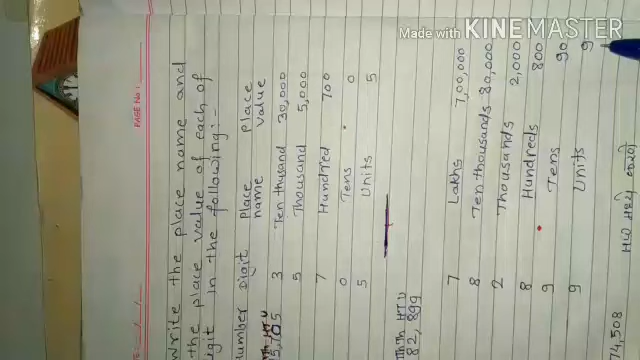 Made with KINEMASTER
PAGE No:
Write the place name and
the place value of each of
digit in the following:-
Number Digit Place name Place value
3 Ten thusand 30,000
5 Thousand 5,000
7 Hundred 700
0 Tens 0
5 Units 5
82,899
7 Lakhs 7,00,000
8 Ten thousands 80,000
2 Thousands 2,000
8 Hundreds 800
9 Tens 90
9 Units 9
74,508